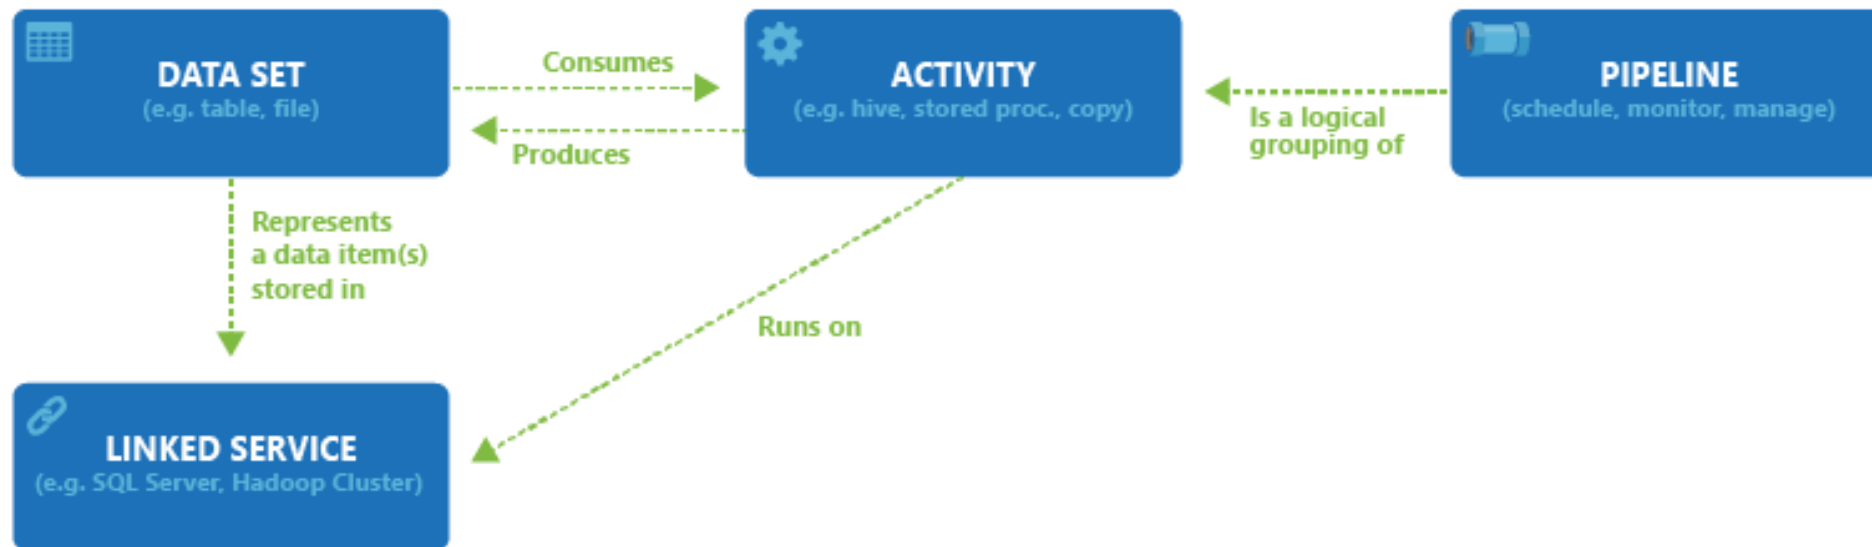 DATA SET
(e.g. table, file)
Consumes
Produces
ACTIVITY
(e.g. hive, stored proc., copy)
Is a logical
grouping of
PIPELINE
(schedule, monitor, manage)
Represents
a data item(s)
stored in
Runs on
LINKED SERVICE
(e.g. SQL Server, Hadoop Cluster)